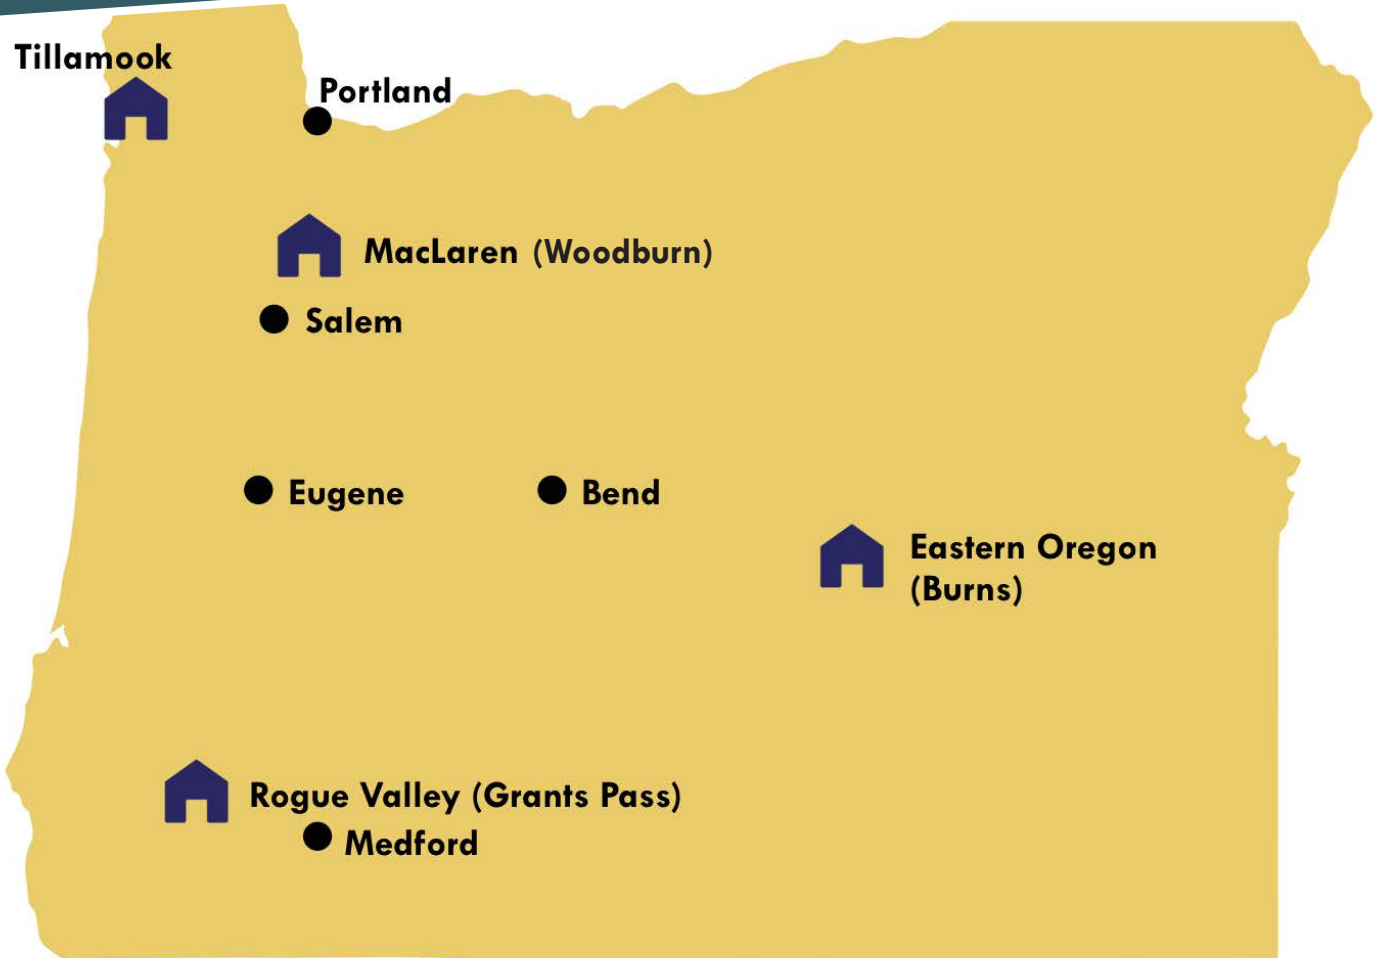 Tillamook
Portland
MacLaren (Woodburn)
Salem
Eugene
Bend
Eastern Oregon
(Burns)
Rogue Valley (Grants Pass)
Medford